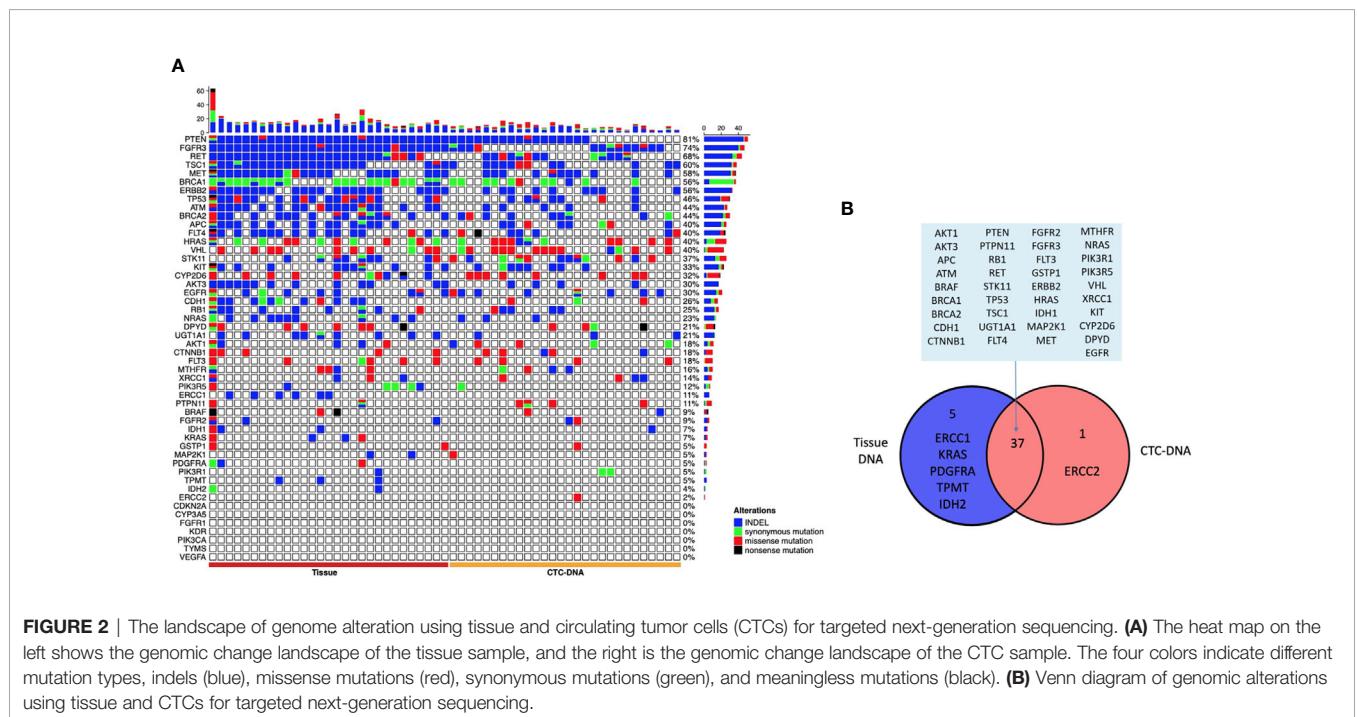 A
60
40
20
0
0 20 40
PTEN 81%
FGFR3 74%
RET 68%
TSC1 60%
MET 58%
BRCA1 56%
ERBB2 56%
TP53 46%
ATM 44%
BRCA2 44%
APC 40%
FLT4 40%
HRAS 40%
VHL 40%
STK11 37%
KIT 33%
CYP2D6 32%
AKT3 30%
EGFR 30%
CDH1 26%
RB1 25%
NRAS 23%
DPYD 21%
UGT1A1 21%
AKT1 18%
CTNNB1 18%
FLT3 18%
MTHFR 16%
XRCC1 14%
PIK3R5 12%
ERCC1 11%
PTPN11 11%
BRAF 9%
FGFR2 9%
IDH1 7%
KRAS 7%
GSTP1 5%
MAP2K1 5%
PDGFRA 5%
PIK3R1 5%
TPMT 5%
IDH2 4%
ERCC2 2%
CDKN2A 0%
CYP3A5 0%
FGFR1 0%
KDR 0%
PIK3CA 0%
TYMS 0%
VEGFA 0%
Tissue CTC-DNA
Alterations
INDEL
synonymous mutation
missense mutation
nonsense mutation
B
AKT1 PTEN FGFR2 MTHFR
AKT3 PTPN11 FGFR3 NRAS
APC RB1 FLT3 PIK3R1
ATM RET GSTP1 PIK3R5
BRAF STK11 ERBB2 VHL
BRCA1 TP53 HRAS XRCC1
BRCA2 TSC1 IDH1 KIT
CDH1 UGT1A1 MAP2K1 CYP2D6
CTNNB1 FLT4 MET DPYD
EGFR
Tissue
DNA
5
ERCC1
KRAS
PDGFRA
TPMT
IDH2
37
1
ERCC2
CTC-DNA
FIGURE 2 | The landscape of genome alteration using tissue and circulating tumor cells (CTCs) for targeted next-generation sequencing. (A) The heat map on the
left shows the genomic change landscape of the tissue sample, and the right is the genomic change landscape of the CTC sample. The four colors indicate different
mutation types, indels (blue), missense mutations (red), synonymous mutations (green), and meaningless mutations (black). (B) Venn diagram of genomic alterations
using tissue and CTCs for targeted next-generation sequencing.